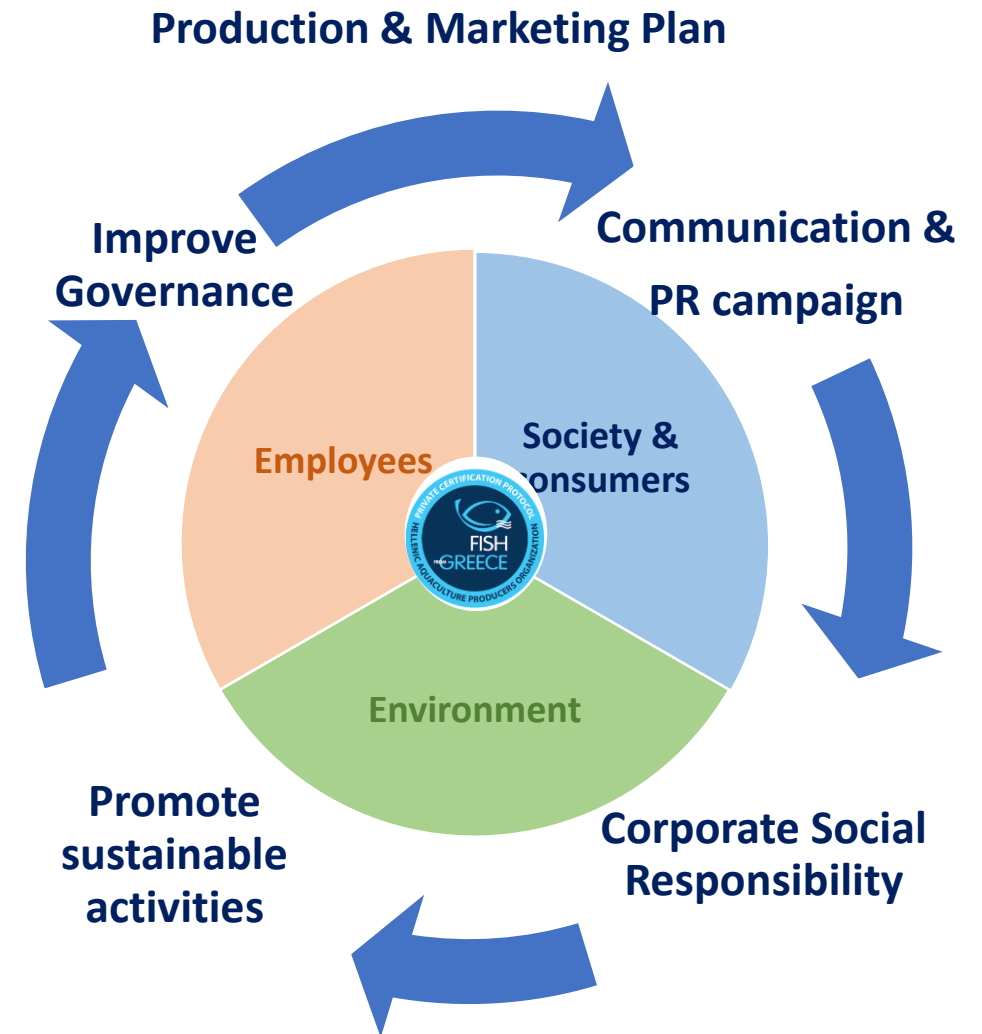 Production & Marketing Plan
Improve
Governance
Communication &
PR campaign
Employees
Society &
consumers
PRIVATE CERTIFICATION PROTOCOL
FISH
FROM GREECE
HELLENIC AQUACULTURE PRODUCERS ORGANIZATION
Environment
Promote
sustainable
activities
Corporate Social
Responsibility